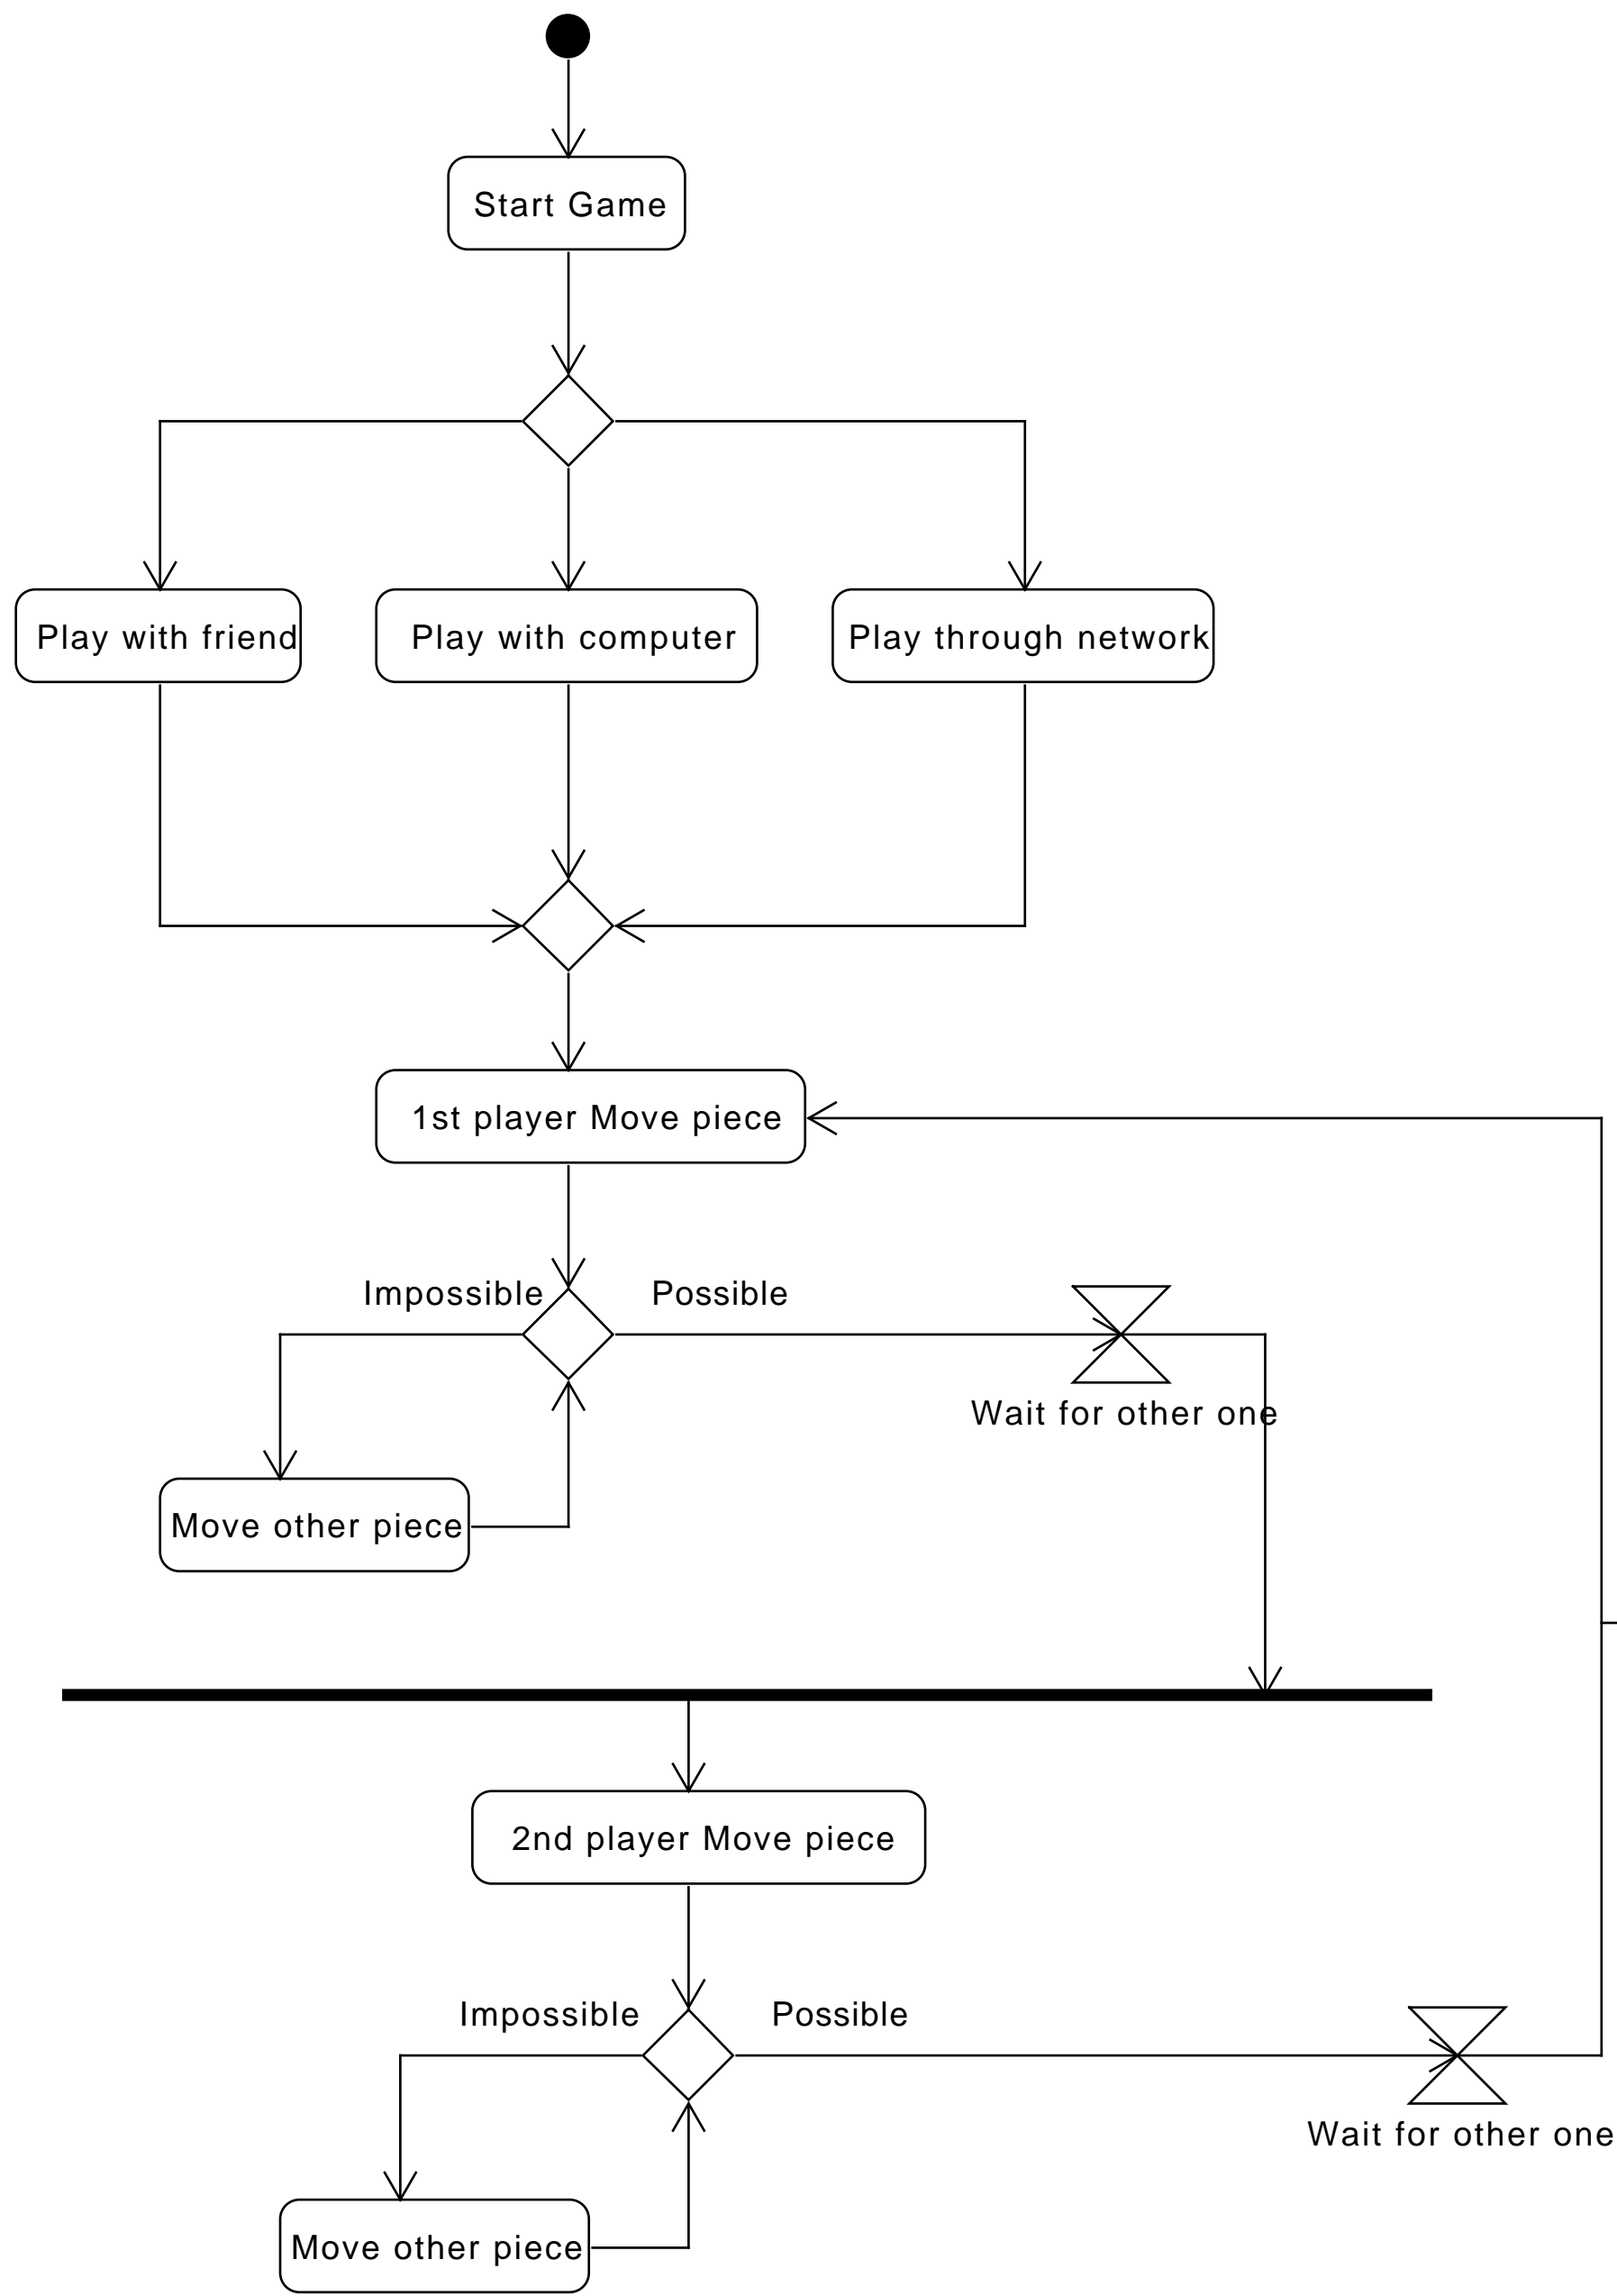 Start Game
Play with friend
Play with computer
Play through network
1st player Move piece
Impossible
Possible
Wait for other one
Move other piece
2nd player Move piece
Impossible
Possible
Wait for other one
Move other piece